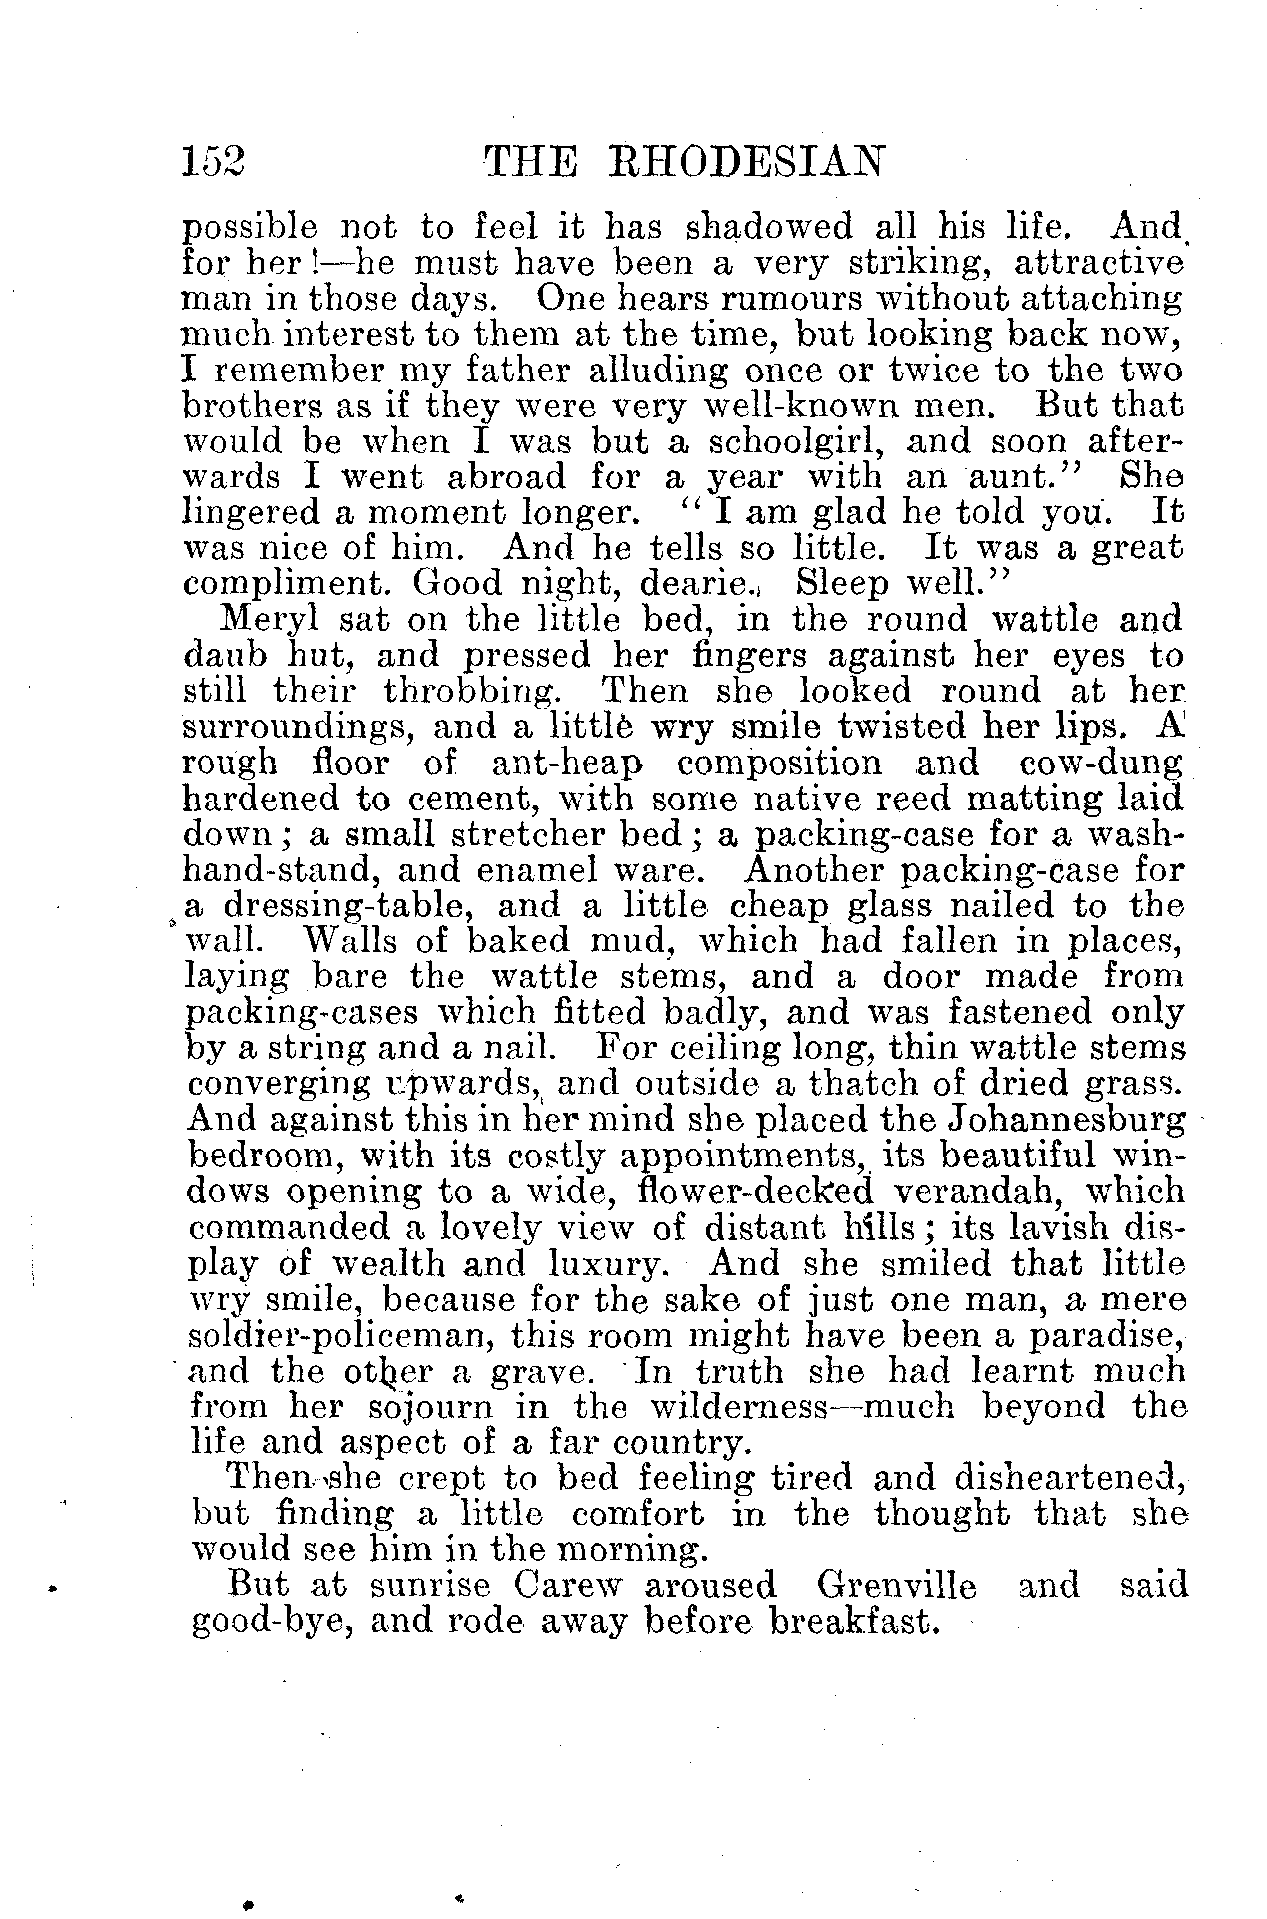 152 THE RHODESIAN
possible not to feel it has shadowed all his life. And
for her!—he must have been a very striking, attractive
man in those days. One hears rumours without attaching
much interest to them at the time, but looking back now,
I remember my father alluding once or twice to the two
brothers as if they were very well-known men. But that
would be when I was but a schoolgirl, and soon after-
wards I went abroad for a year with an aunt." She
lingered a moment longer. "I am glad he told you. It
was nice of him. And he tells so little. It was a great
compliment. Good night, dearie. Sleep well."
Meryl sat on the little bed, in the round wattle and
daub hut, and pressed her fingers against her eyes to
still their throbbing. Then she looked round at her
surroundings, and a little wry smile twisted her lips. A
rough floor of ant-heap composition and cow-dung
hardened to cement, with some native reed matting laid
down; a small stretcher bed; a packing-case for a wash-
hand-stand, and enamel ware. Another packing-case for
a dressing-table, and a little cheap glass nailed to the
wall. Walls of baked mud, which had fallen in places,
laying bare the wattle stems, and a door made from
packing-cases which fitted badly, and was fastened only
by a string and a nail. For ceiling long, thin wattle stems
converging upwards, and outside a thatch of dried grass.
And against this in her mind she placed the Johannesburg
bedroom, with its costly appointments, its beautiful win-
dows opening to a wide, flower-decked verandah, which
commanded a lovely view of distant hills; its lavish dis-
play of wealth and luxury. And she smiled that little
wry smile, because for the sake of just one man, a mere
soldier-policeman, this room might have been a paradise,
and the other a grave. In truth she had learnt much
from her sojourn in the wilderness—much beyond the
life and aspect of a far country.
Then she crept to bed feeling tired and disheartened,
but finding a little comfort in the thought that she
would see him in the morning.
But at sunrise Carew aroused Grenville and said
good-bye, and rode away before breakfast.